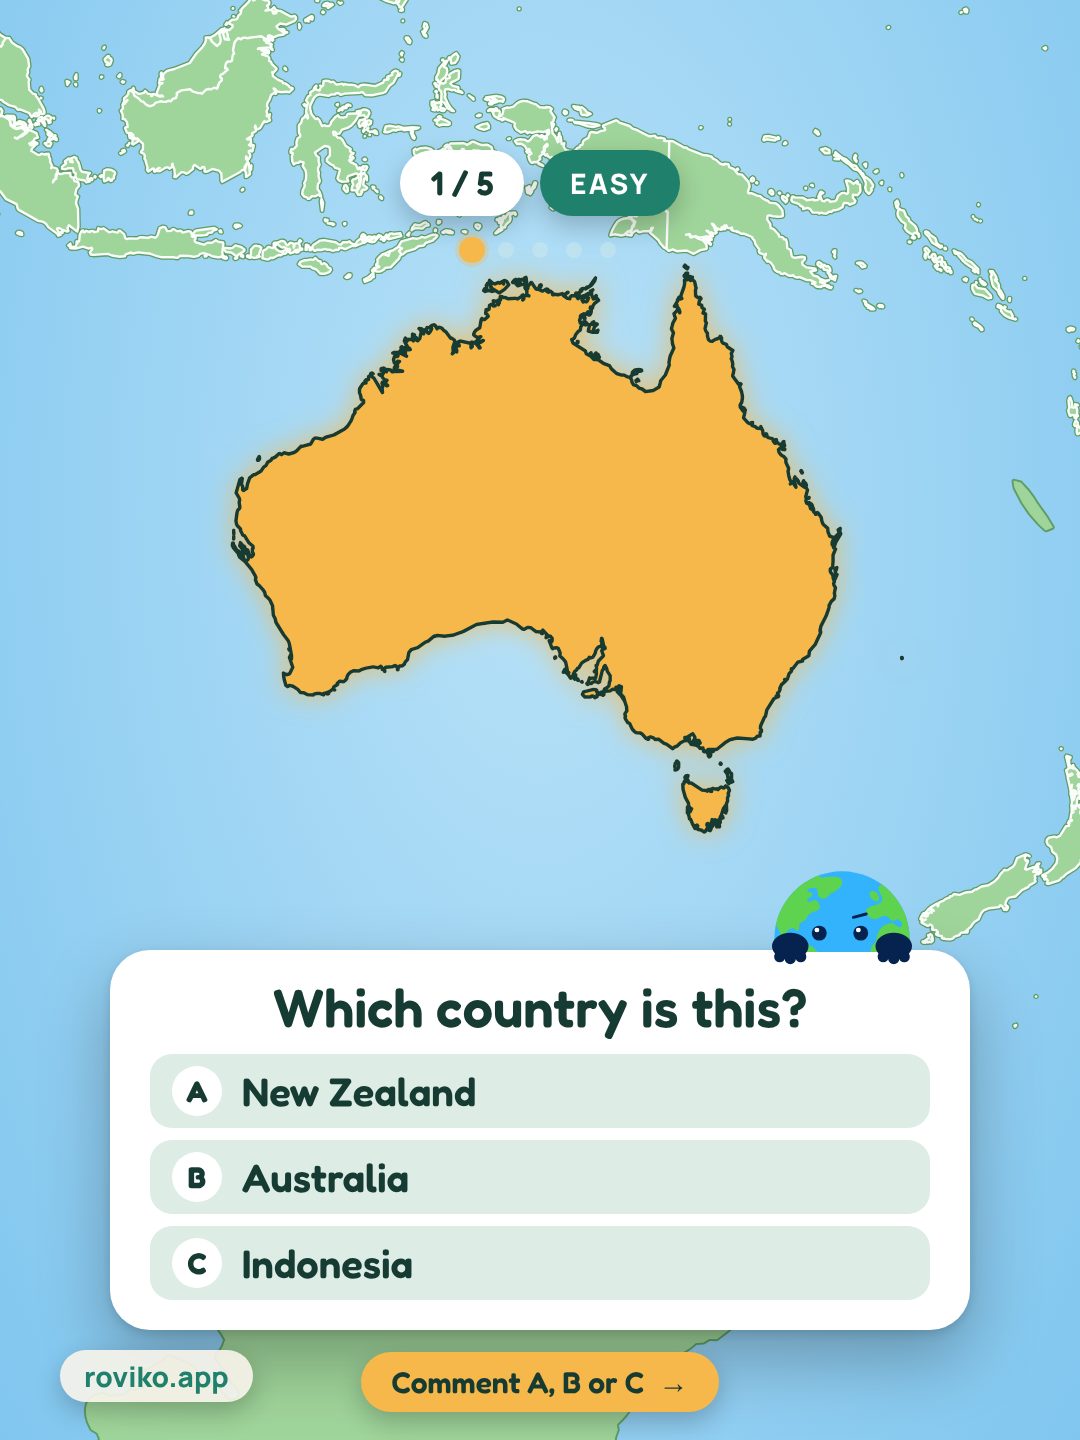 1 / 5
EASY
Which country is this?
A New Zealand
B Australia
C Indonesia
roviko.app
Comment A, B or C →